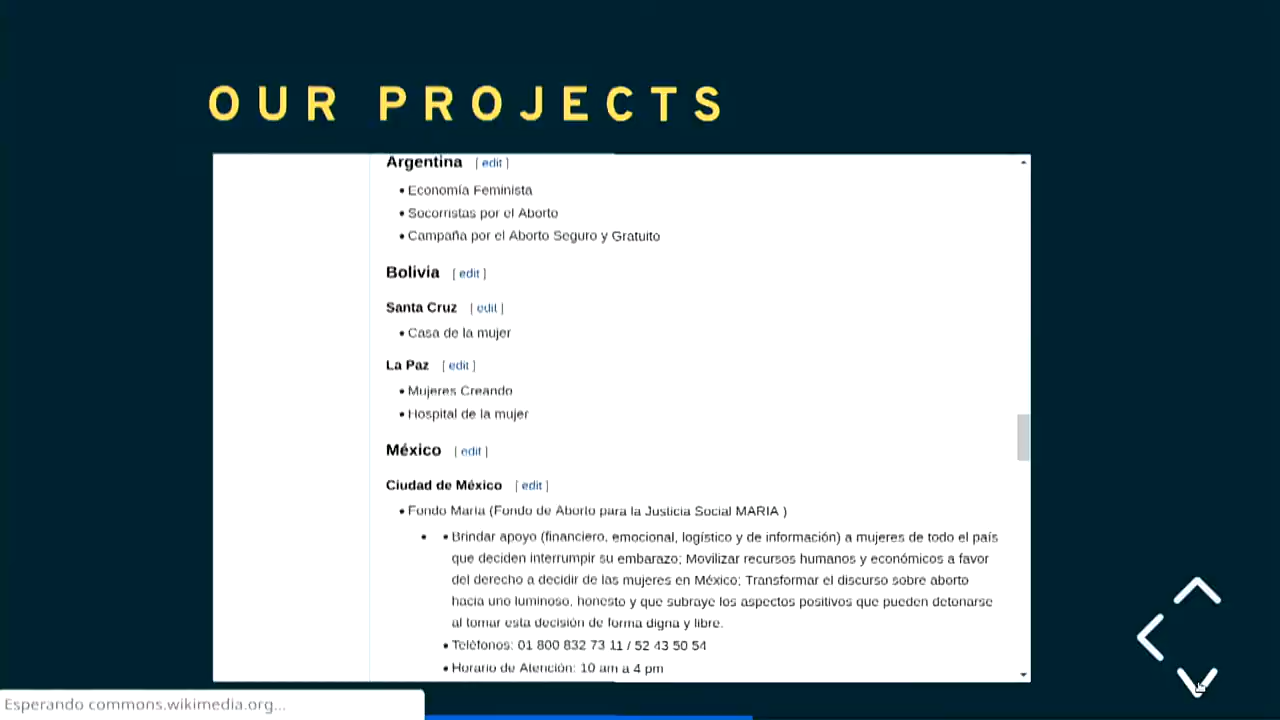 OUR PROJECTS
Argentina [ edit ]
• Economía Feminista
• Socorristas por el Aborto
• Campaña por el Aborto Seguro y Gratuito
Bolivia [ edit ]
Santa Cruz [ edit ]
• Casa de la mujer
La Paz [ edit ]
• Mujeres Creando
• Hospital de la mujer
México [ edit ]
Ciudad de México [ edit ]
• Fondo Maria (Fondo de Aborto para la Justicia Social MARIA )
• • Brindar apoyo (financiero, emocional, logístico y de información) a mujeres de todo el país
que deciden interrumpir su embarazo; Movilizar recursos humanos y económicos a favor
del derecho a decidir de las mujeres en México; Transformar el discurso sobre aborto
hacia uno luminoso, honesto y que subraye los aspectos positivos que pueden detonarse
al tomar esta decisión de forma digna y libre.
• Teléfonos: 01 800 832 73 11 / 52 43 50 54
• Horario de Atención: 10 am a 4 pm
Esperando commons.wikimedia.org...